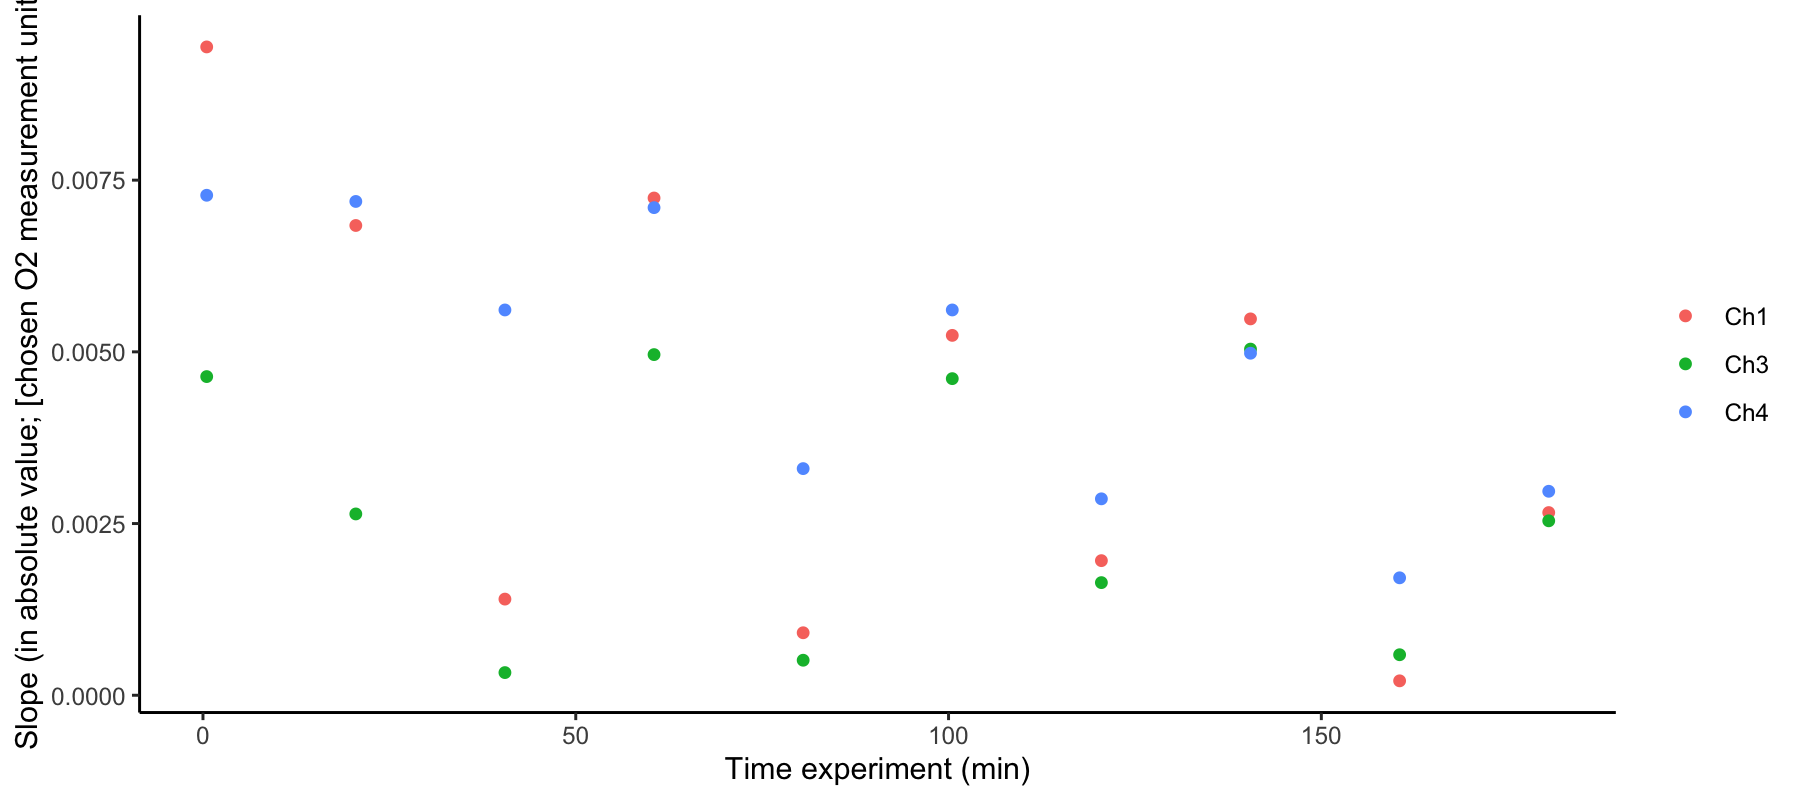 Slope (in absolute value; [chosen O2 measurement unit
0.0075
0.0050
0.0025
0.0000
0
50
100
150
Time experiment (min)
Ch1
Ch3
Ch4